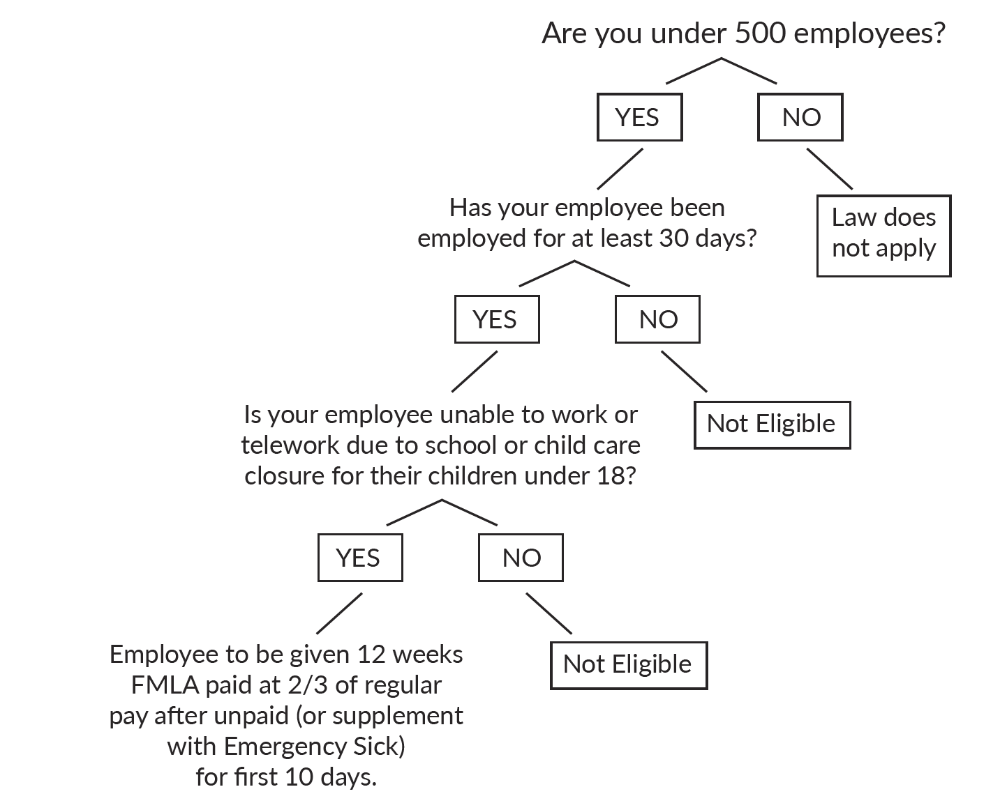 Are you under 500 employees?
YES
NO
Has your employee been
employed for at least 30 days?
Law does
not apply
YES
NO
Is your employee unable to work or
telework due to school or child care
closure for their children under 18?
Not Eligible
YES
NO
Employee to be given 12 weeks
FMLA paid at 2/3 of regular
pay after unpaid (or supplement
with Emergency Sick)
for first 10 days.
Not Eligible